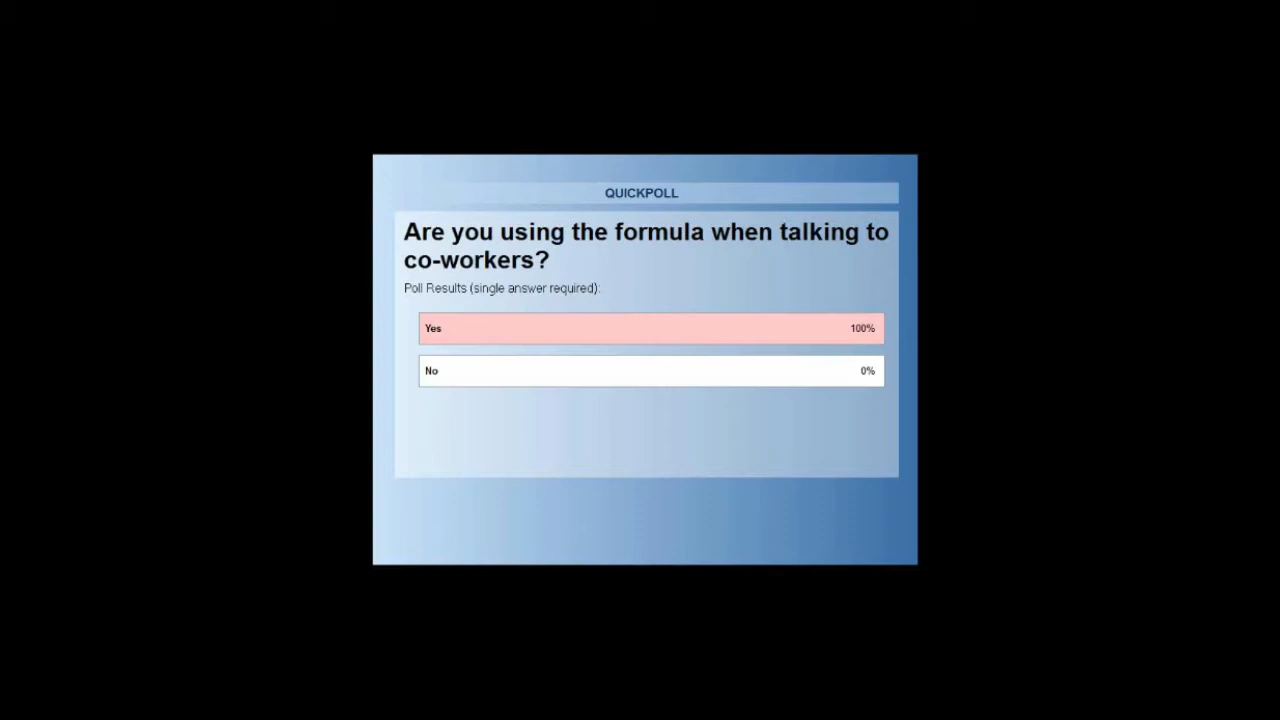 QUICKPOLL
Are you using the formula when talking to
co-workers?
Poll Results (single answer required):
Yes 100%
No 0%